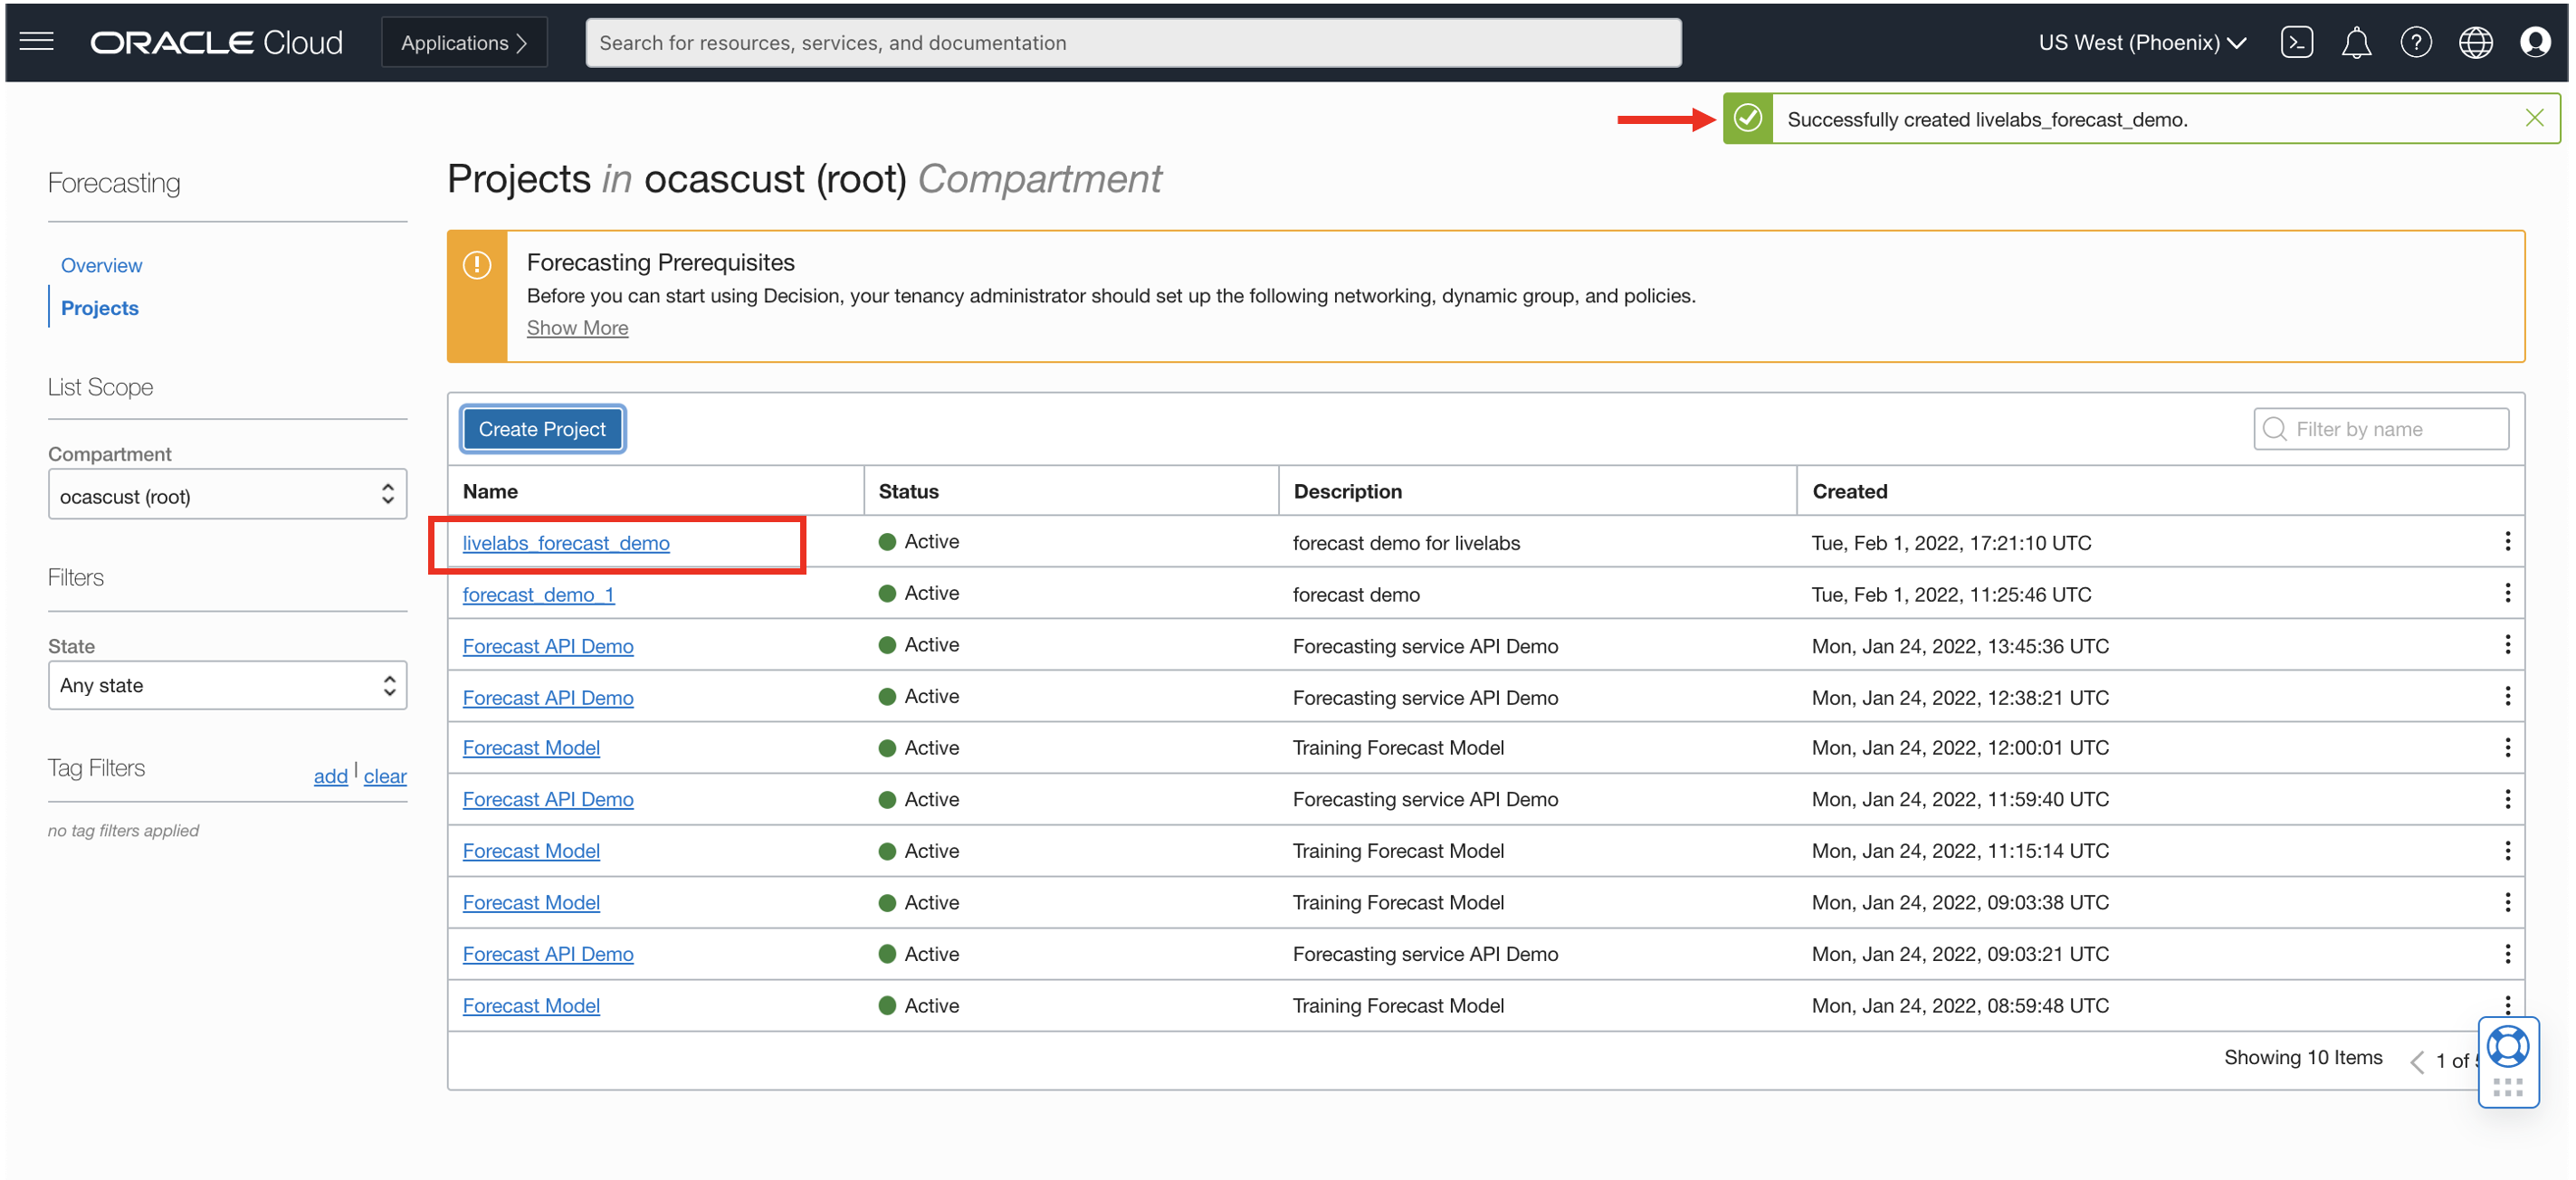 ORACLE Cloud
Applications
Search for resources, services, and documentation
US West (Phoenix)
Successfully created livelabs_forecast_demo.
Forecasting
Overview
Projects
List Scope
Compartment
ocascust (root)
Filters
State
Any state
Tag Filters
add | clear
no tag filters applied
Projects in ocascust (root) Compartment
Forecasting Prerequisites
Before you can start using Decision, your tenancy administrator should set up the following networking, dynamic group, and policies.
Show More
Create Project
Filter by name
Name Status Description Created
livelabs_forecast_demo Active forecast demo for livelabs Tue, Feb 1, 2022, 17:21:10 UTC
forecast_demo_1 Active forecast demo Tue, Feb 1, 2022, 11:25:46 UTC
Forecast API Demo Active Forecasting service API Demo Mon, Jan 24, 2022, 13:45:36 UTC
Forecast API Demo Active Forecasting service API Demo Mon, Jan 24, 2022, 12:38:21 UTC
Forecast Model Active Training Forecast Model Mon, Jan 24, 2022, 12:00:01 UTC
Forecast API Demo Active Forecasting service API Demo Mon, Jan 24, 2022, 11:59:40 UTC
Forecast Model Active Training Forecast Model Mon, Jan 24, 2022, 11:15:14 UTC
Forecast Model Active Training Forecast Model Mon, Jan 24, 2022, 09:03:38 UTC
Forecast API Demo Active Forecasting service API Demo Mon, Jan 24, 2022, 09:03:21 UTC
Forecast Model Active Training Forecast Model Mon, Jan 24, 2022, 08:59:48 UTC
Showing 10 Items 1 of